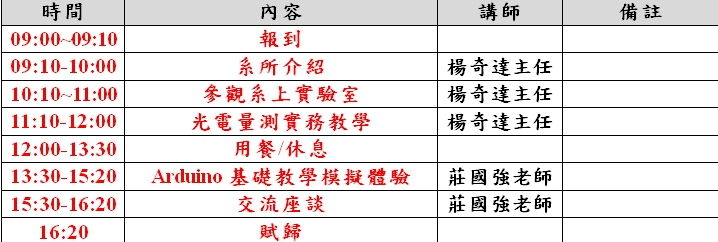 時間 內容 講師 備註
09:00~09:10 報到
09:10-10:00 系所介紹 楊奇達主任
10:10~11:00 參觀系上實驗室 楊奇達主任
11:10-12:00 光電量測實務教學 楊奇達主任
12:00-13:30 用餐/休息
13:30-15:20 Arduino 基礎教學模擬體驗 莊國強老師
15:30-16:20 交流座談 莊國強老師
16:20 賦歸